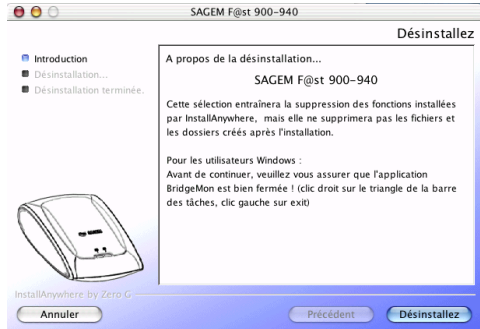 SAGEM F@st 900-940
Désinstallez
Introduction
Désinstallation...
Désinstallation terminée.
A propos de la désinstallation...
SAGEM F@st 900-940
Cette sélection entraînera la suppression des fonctions installées
par InstallAnywhere, mais elle ne supprimera pas les fichiers et
les dossiers créés après l'installation.
Pour les utilisateurs Windows :
Avant de continuer, veuillez vous assurer que l'application
BridgeMon est bien fermée ! (clic droit sur le triangle de la barre
des tâches, clic gauche sur exit)
InstallAnywhere by Zero G
Annuler
Précédent
Désinstallez